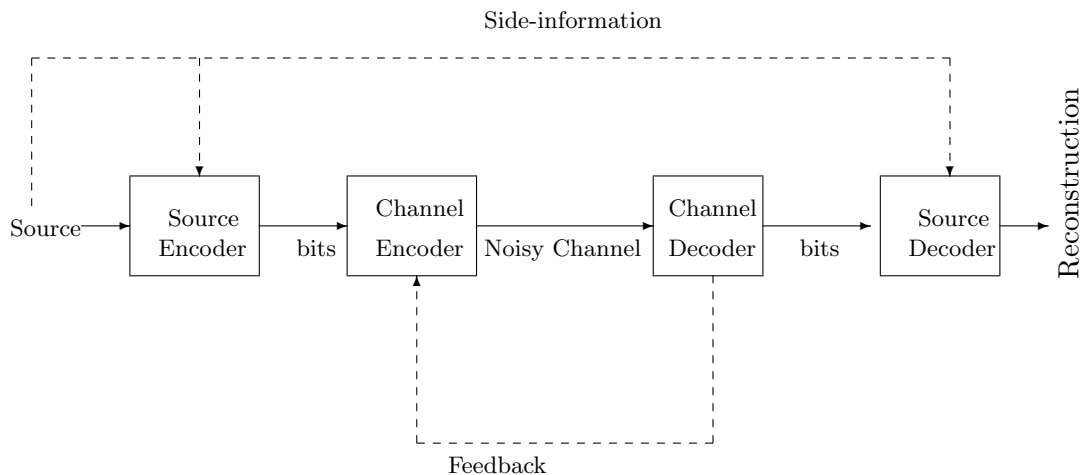 Side-information
Source
Source
Encoder
bits
Channel
Encoder
Noisy Channel
Channel
Decoder
bits
Source
Decoder
Reconstruction
Feedback